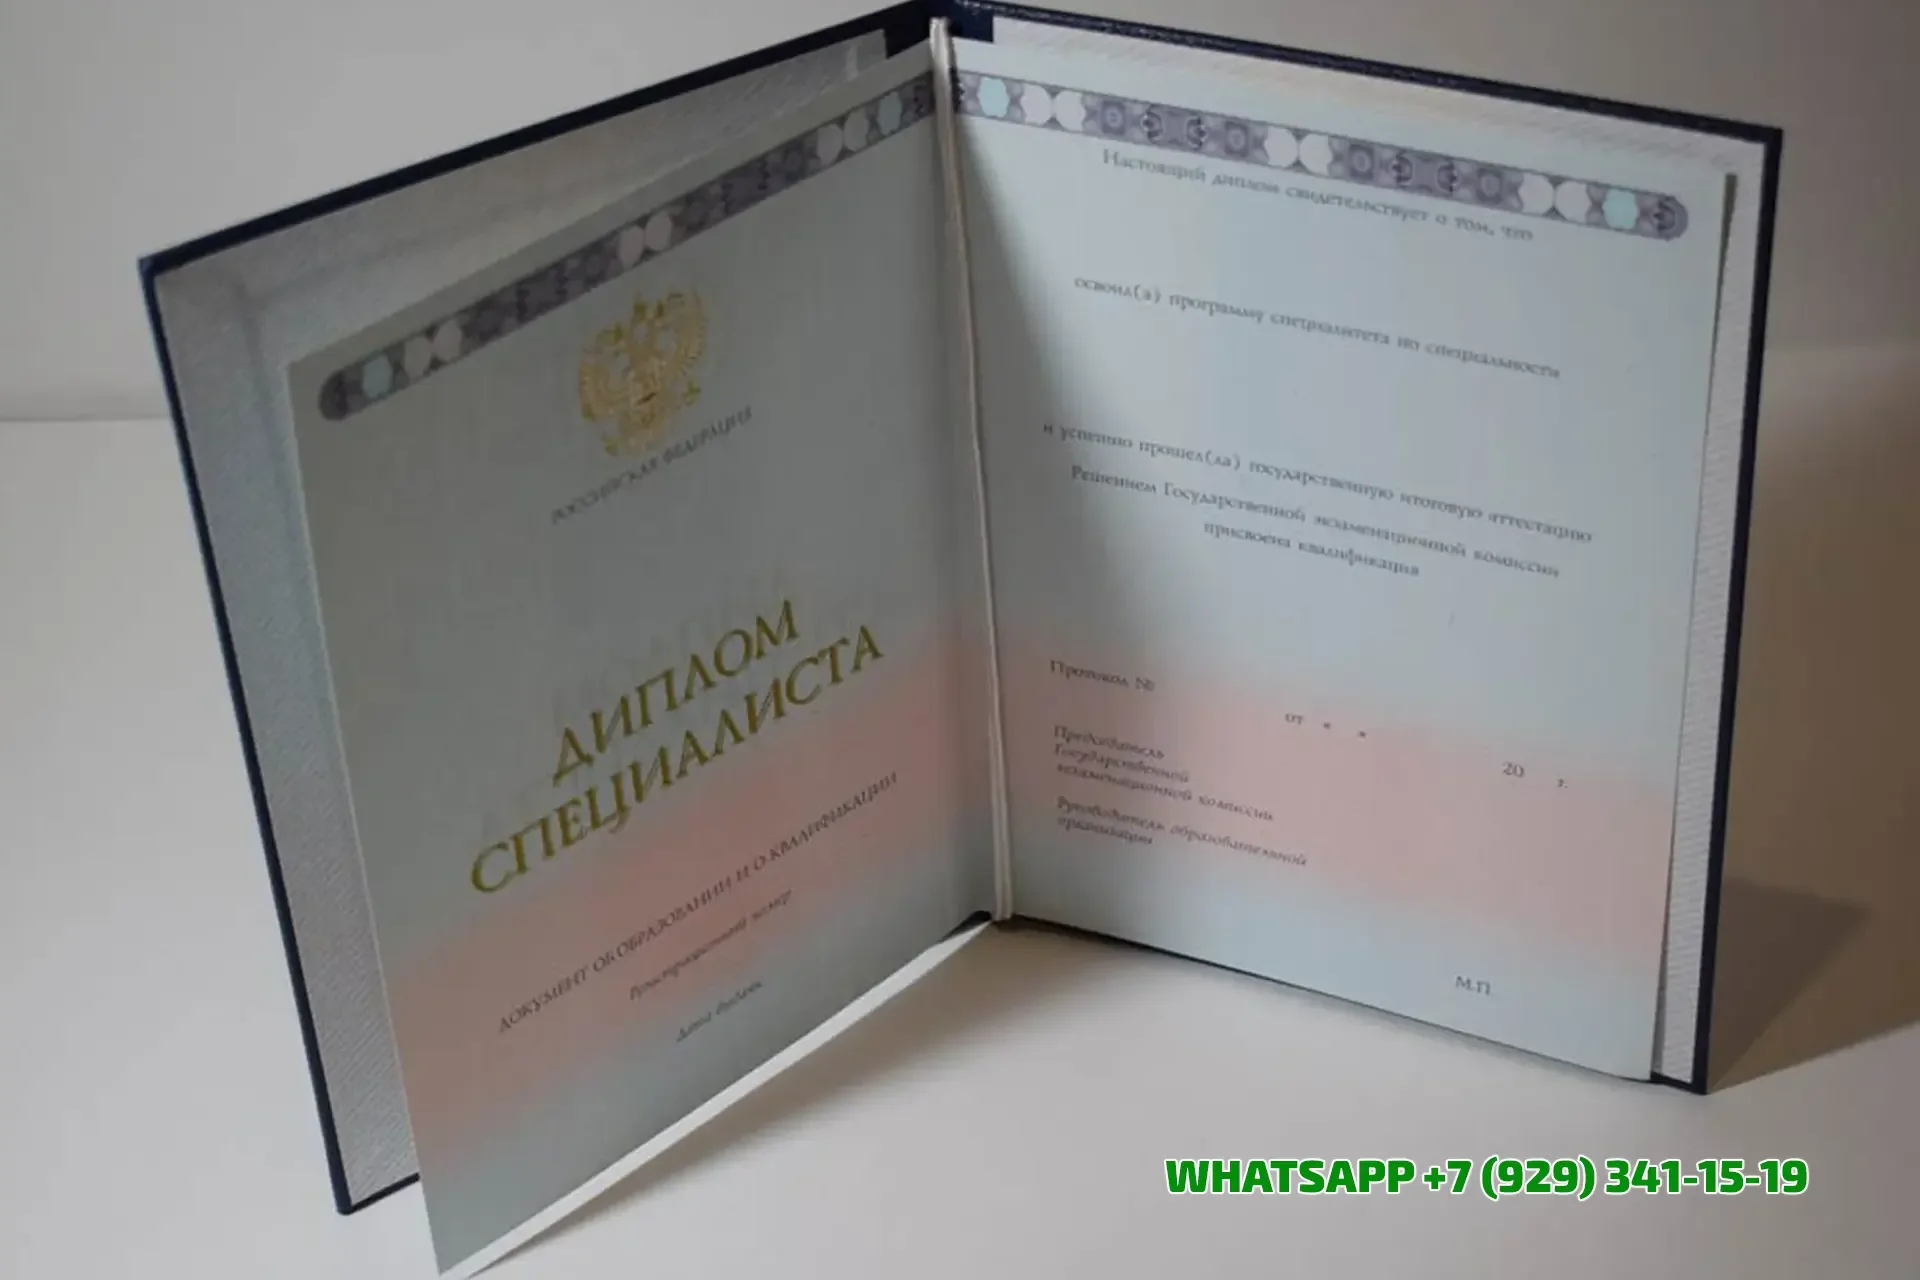 РОССИЙСКАЯ ФЕДЕРАЦИЯ
ДИПЛОМ
СПЕЦИАЛИСТА
ДОКУМЕНТ ОБ ОБРАЗОВАНИИ И О КВАЛИФИКАЦИИ
Регистрационный номер
Дата выдачи
Настоящий диплом свидетельствует о том, что
освоил(а) программу специалитета по специальности
и успешно прошел(ла) государственную итоговую аттестацию
Решением Государственной экзаменационной комиссии
присвоена квалификация
Протокол №
от « »
20 г.
Председатель
Государственной
экзаменационной комиссии
Руководитель образовательной
организации
М.П.
WHATSAPP +7 (929) 341-15-19